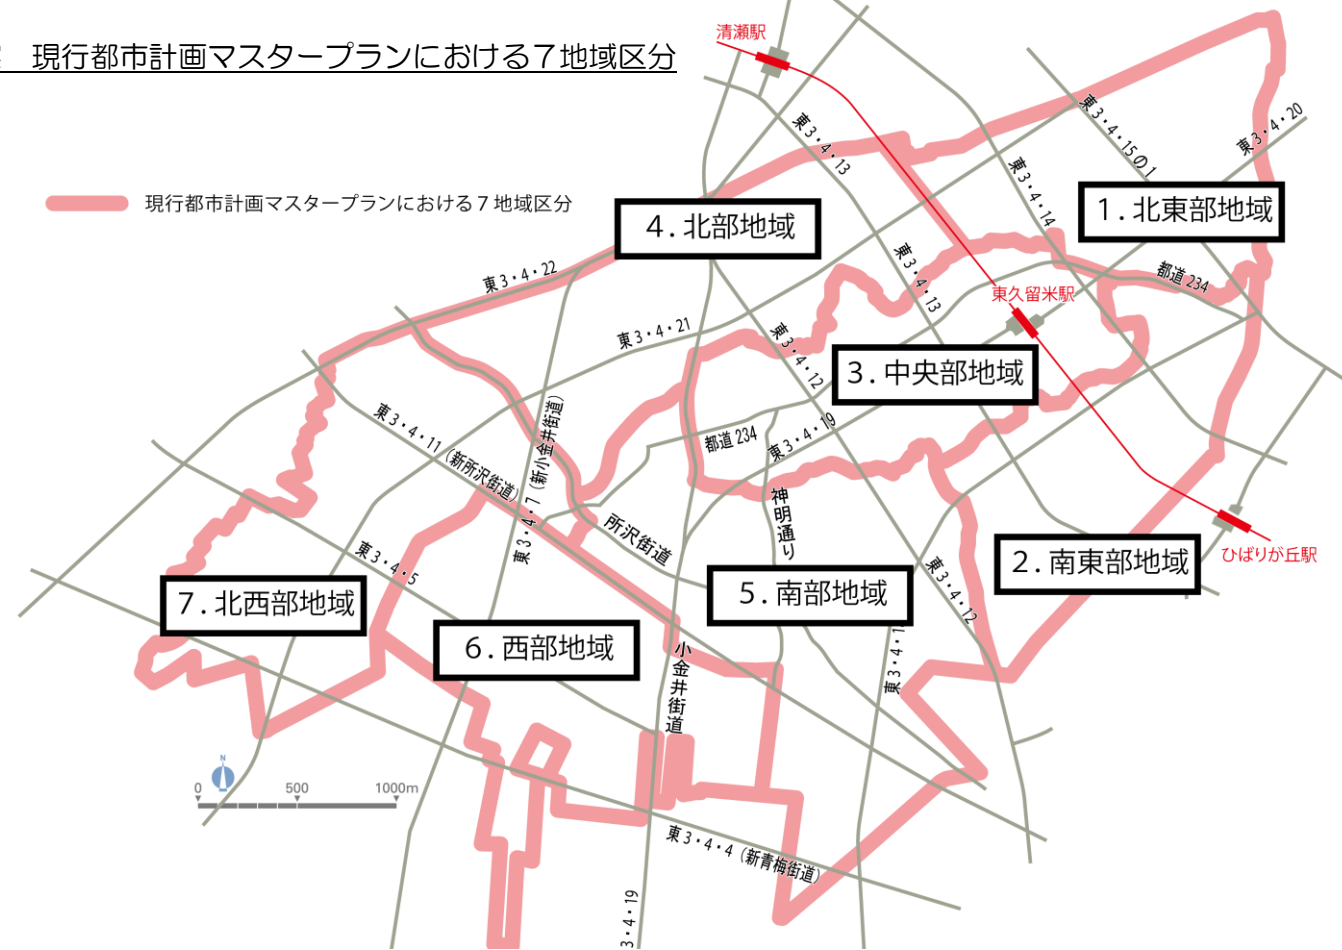 現行都市計画マスタープランにおける７地域区分
清瀬駅
東3・4・13
東3・4・15の1
東3・4・20
現行都市計画マスタープランにおける７地域区分
東3・4・14
１．北東部地域
４．北部地域
東3・4・22
東3・4・13
都道234
東久留米駅
東3・4・21
東3・4・12
３．中央部地域
東3・4・11（新所沢街道）
東3・4・7（新小金井街道）
都道234
東3・4・19
神明通り
所沢街道
ひばりが丘駅
２．南東部地域
東3・4・5
東3・4・12
７．北西部地域
５．南部地域
６．西部地域
東3・4・1
小金井街道
N
0
500
1000m
東3・4・4（新青梅街道）
3・4・19